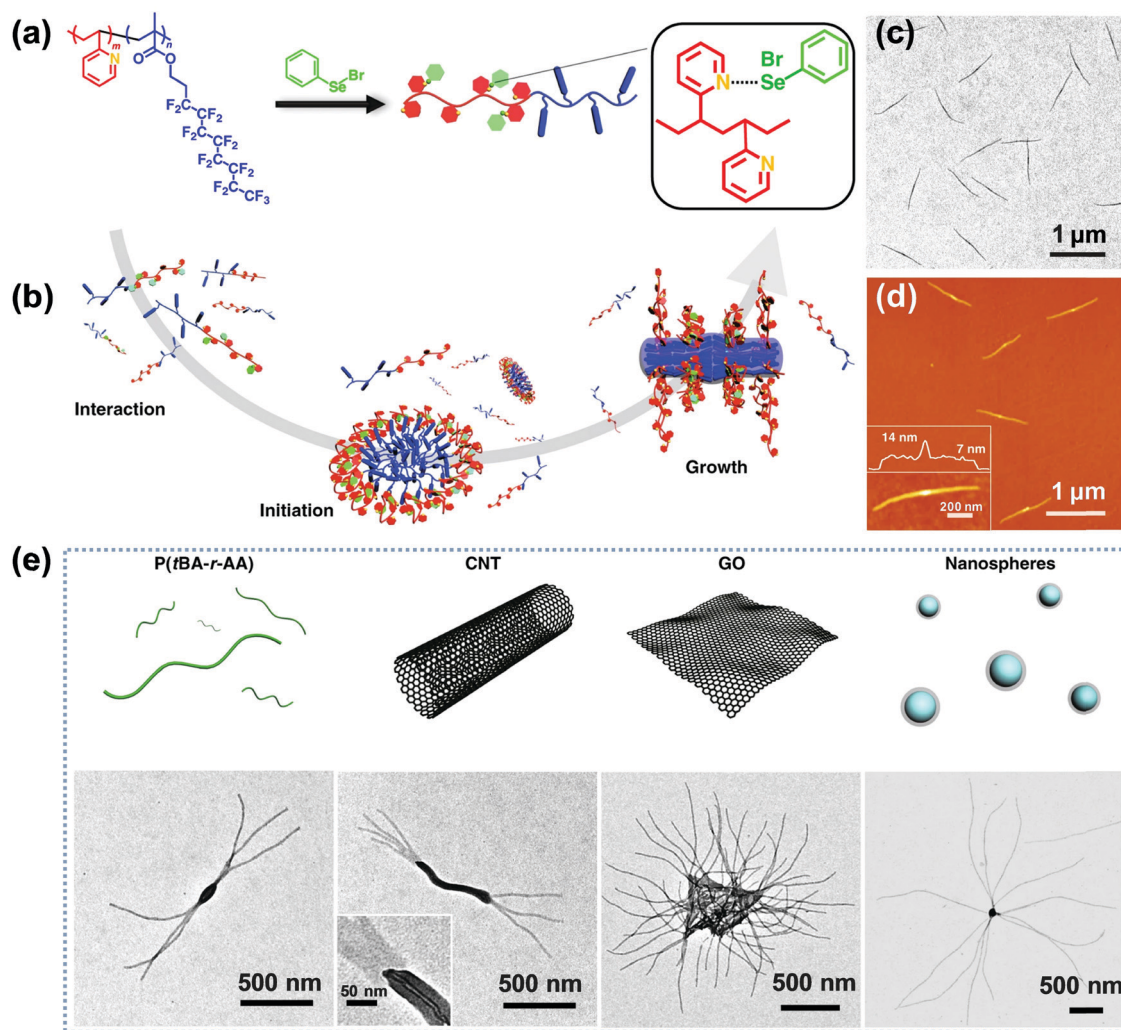 (a)
m
n
N
O
O
F₂
F₂
F₂
F₂
F₂
F₂
F₂
CF₃
Br
Se
Br
N
Se
N
(b)
Interaction
Initiation
Growth
(c)
1 µm
(d)
14 nm
7 nm
200 nm
1 µm
(e)
P(tBA-r-AA)
CNT
GO
Nanospheres
500 nm
50 nm
500 nm
500 nm
500 nm